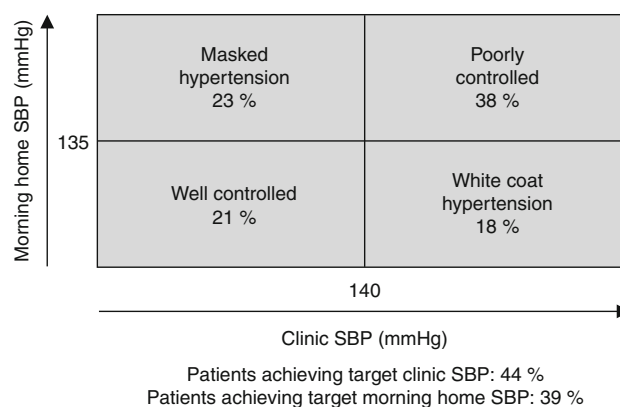 Morning home SBP (mmHg)
135
Masked
hypertension
23 %
Poorly
controlled
38 %
Well controlled
21 %
White coat
hypertension
18 %
140
Clinic SBP (mmHg)
Patients achieving target clinic SBP: 44 %
Patients achieving target morning home SBP: 39 %